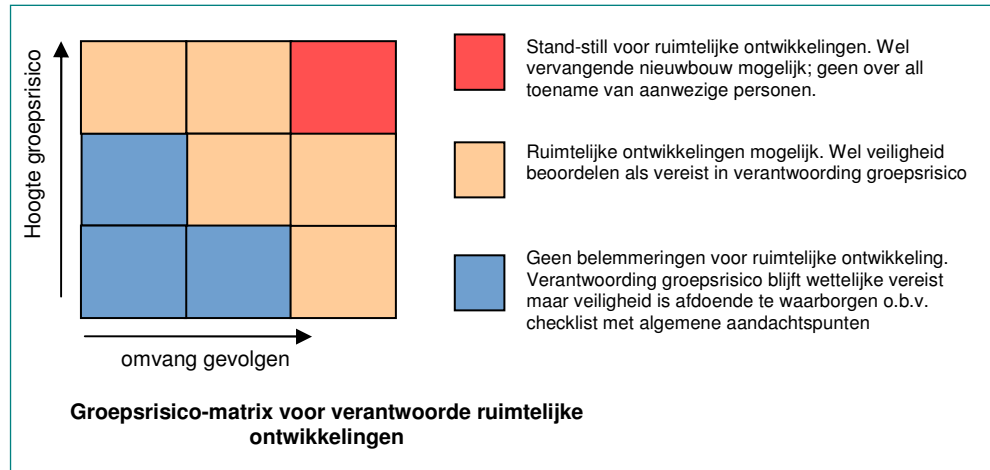 Hoogte groepsrisico
omvang gevolgen
Groepsrisico-matrix voor verantwoorde ruimtelijke
ontwikkelingen
Stand-still voor ruimtelijke ontwikkelingen. Wel
vervangende nieuwbouw mogelijk; geen over all
toename van aanwezige personen.
Ruimtelijke ontwikkelingen mogelijk. Wel veiligheid
beoordelen als vereist in verantwoording groepsrisico
Geen belemmeringen voor ruimtelijke ontwikkeling.
Verantwoording groepsrisico blijft wettelijke vereist
maar veiligheid is afdoende te waarborgen o.b.v.
checklist met algemene aandachtspunten